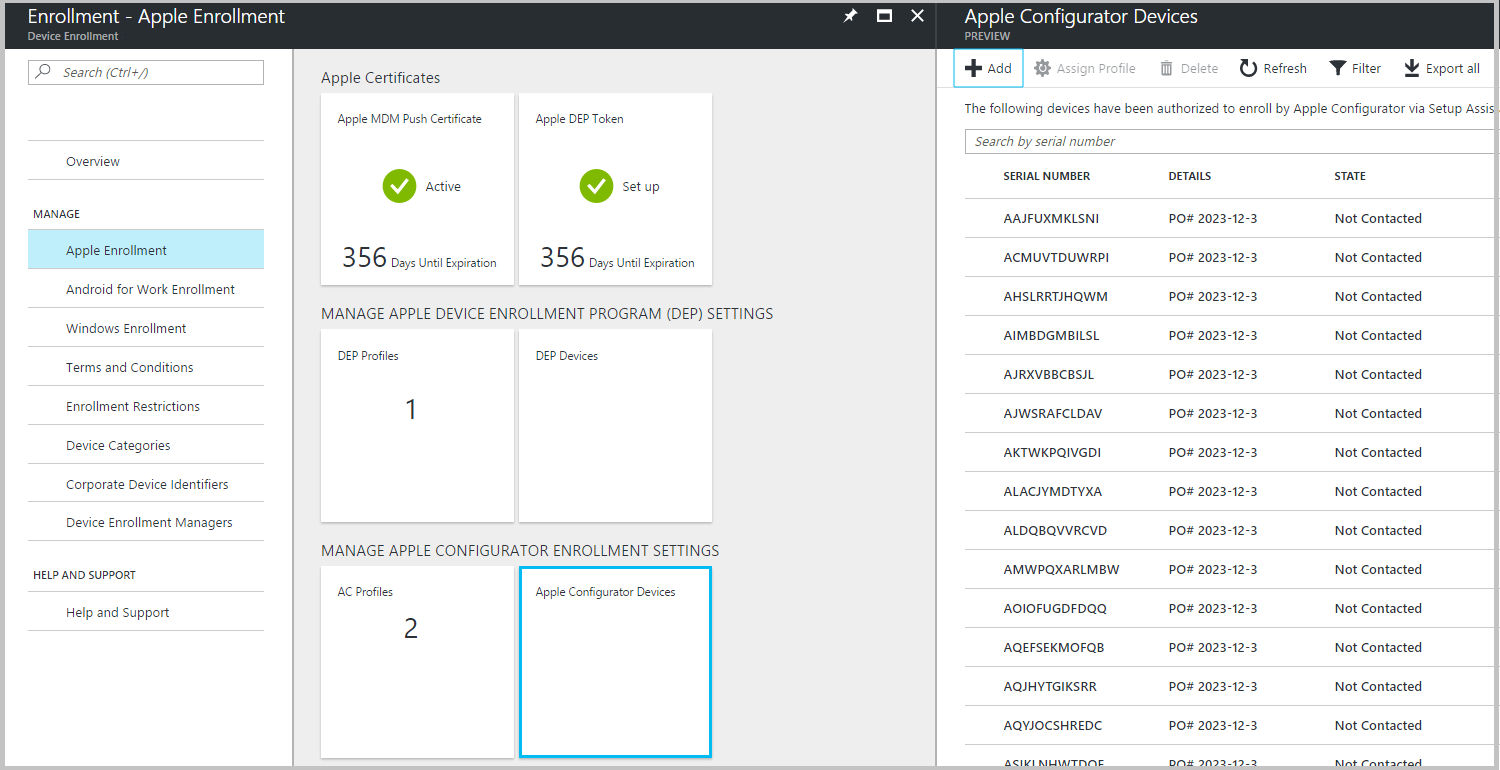 Enrollment - Apple Enrollment
Device Enrollment
Search (Ctrl+/)
Overview
MANAGE
Apple Enrollment
Android for Work Enrollment
Windows Enrollment
Terms and Conditions
Enrollment Restrictions
Device Categories
Corporate Device Identifiers
Device Enrollment Managers
HELP AND SUPPORT
Help and Support
Apple Certificates
Apple MDM Push Certificate
Active
356 Days Until Expiration
Apple DEP Token
Set up
356 Days Until Expiration
MANAGE APPLE DEVICE ENROLLMENT PROGRAM (DEP) SETTINGS
DEP Profiles
1
DEP Devices
MANAGE APPLE CONFIGURATOR ENROLLMENT SETTINGS
AC Profiles
2
Apple Configurator Devices
Apple Configurator Devices
PREVIEW
Add Assign Profile Delete Refresh Filter Export all
The following devices have been authorized to enroll by Apple Configurator via Setup Assis
Search by serial number
SERIAL NUMBER DETAILS STATE
AAJFUXMKLSNI PO# 2023-12-3 Not Contacted
ACMUVTDUWRPI PO# 2023-12-3 Not Contacted
AHSLRRTJHQWM PO# 2023-12-3 Not Contacted
AIMBDGMBILSL PO# 2023-12-3 Not Contacted
AJRXVBBCBSJL PO# 2023-12-3 Not Contacted
AJWSRAFCLDAV PO# 2023-12-3 Not Contacted
AKTWKPQIVGDI PO# 2023-12-3 Not Contacted
ALACJYMDTYXA PO# 2023-12-3 Not Contacted
ALDQBQVVRCVD PO# 2023-12-3 Not Contacted
AMWPQXARLMBW PO# 2023-12-3 Not Contacted
AOIOFUGDFDQQ PO# 2023-12-3 Not Contacted
AQEFSEKMOFQB PO# 2023-12-3 Not Contacted
AQJHYTGIKSRR PO# 2023-12-3 Not Contacted
AQYJOCSHREDC PO# 2023-12-3 Not Contacted
PO# 2023-12-3 Not Contacted